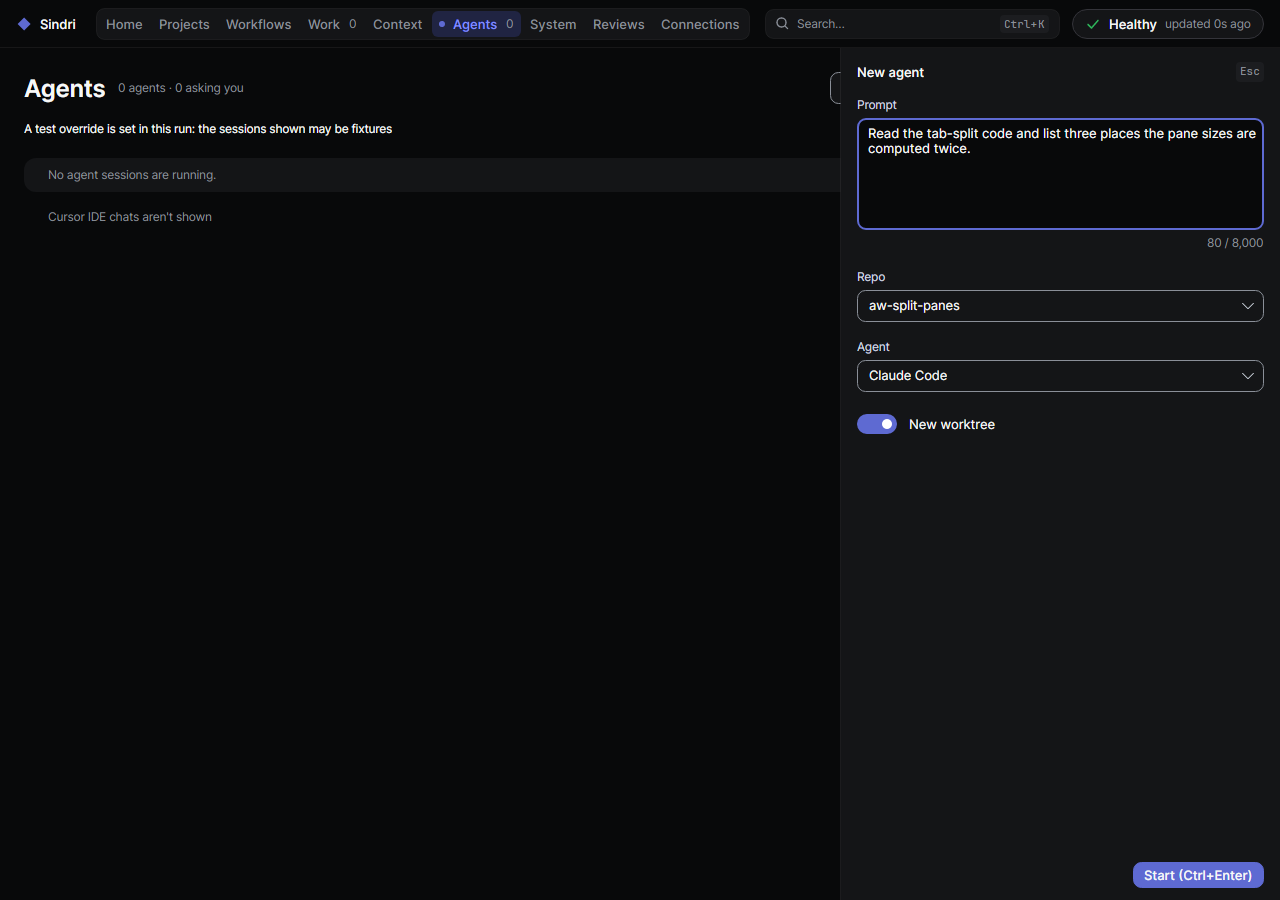 Sindri
Home
Projects
Workflows
Work 0
Context
Agents 0
System
Reviews
Connections
Search...
Ctrl+K
Healthy updated 0s ago
Agents
0 agents · 0 asking you
A test override is set in this run: the sessions shown may be fixtures
No agent sessions are running.
Cursor IDE chats aren't shown
New agent
Esc
Prompt
Read the tab-split code and list three places the pane sizes are
computed twice.
80 / 8,000
Repo
aw-split-panes
Agent
Claude Code
New worktree
Start (Ctrl+Enter)